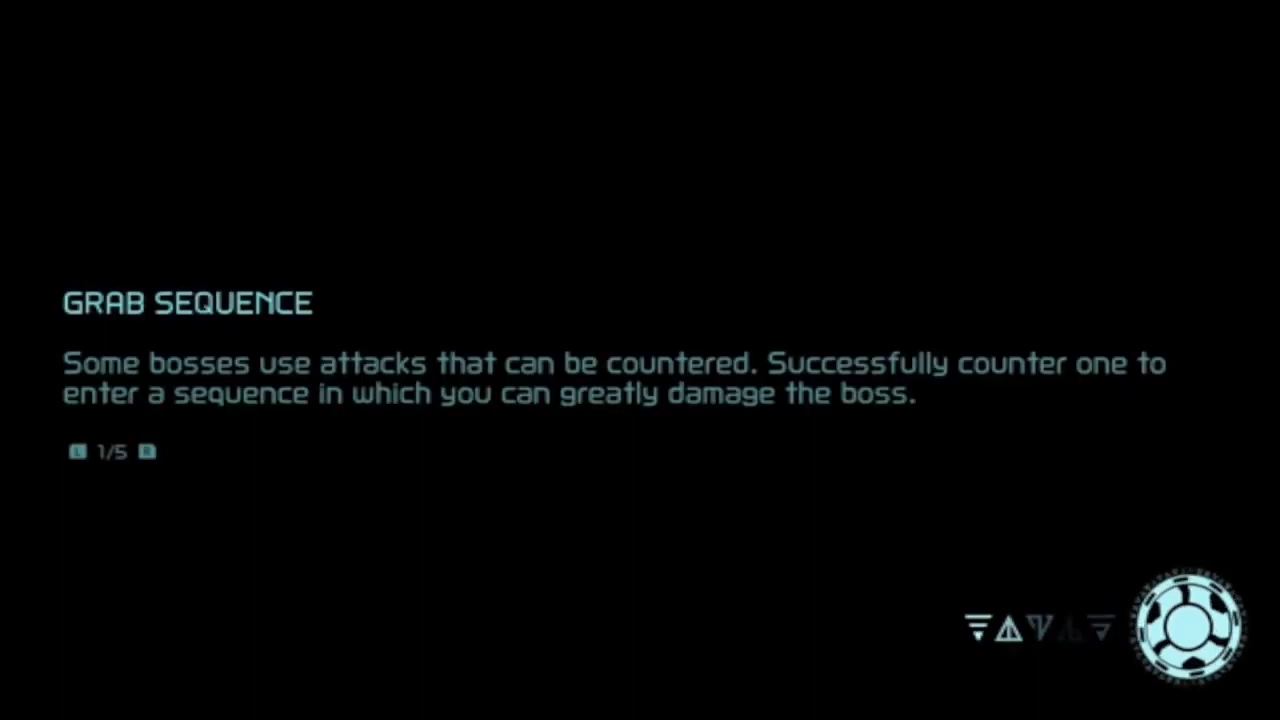 GRAB SEQUENCE
Some bosses use attacks that can be countered. Successfully counter one to
enter a sequence in which you can greatly damage the boss.
L 1/5 R